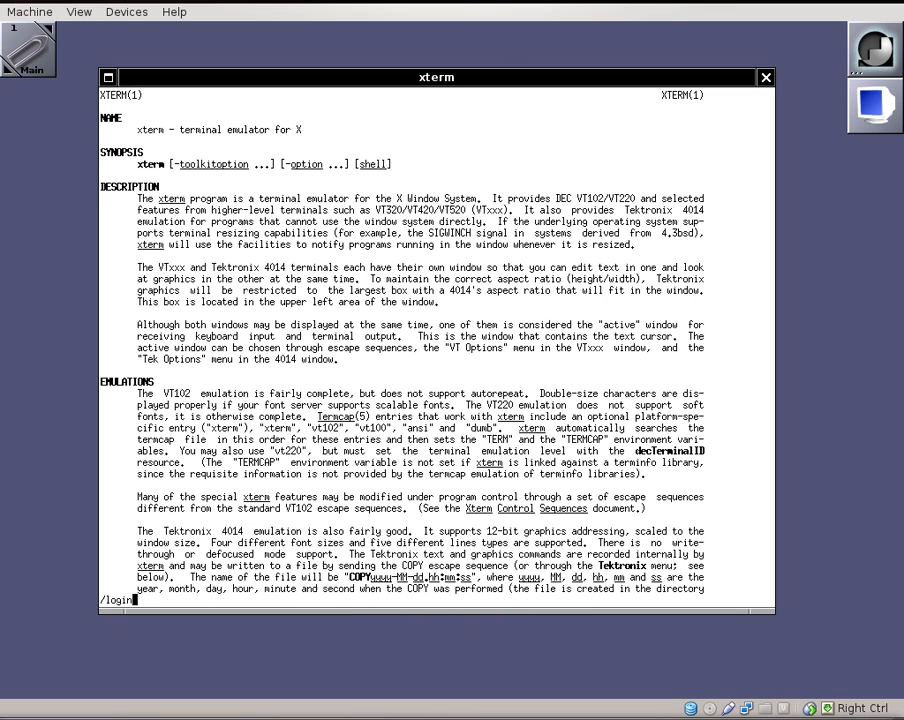 Machine View Devices Help
1
Main
xterm
XTERM(1) XTERM(1)
NAME
xterm - terminal emulator for X
SYNOPSIS
xterm [-toolkitoption ...] [-option ...] [shell]
DESCRIPTION
The xterm program is a terminal emulator for the X Window System. It provides DEC VT102/VT220 and selected
features from higher-level terminals such as VT320/VT420/VT520 (VTxxx). It also provides Tektronix 4014
emulation for programs that cannot use the window system directly. If the underlying operating system sup-
ports terminal resizing capabilities (for example, the SIGWINCH signal in systems derived from 4.3bsd),
xterm will use the facilities to notify programs running in the window whenever it is resized.
The VTxxx and Tektronix 4014 terminals each have their own window so that you can edit text in one and look
at graphics in the other at the same time. To maintain the correct aspect ratio (height/width), Tektronix
graphics will be restricted to the largest box with a 4014's aspect ratio that will fit in the window.
This box is located in the upper left area of the window.
Although both windows may be displayed at the same time, one of them is considered the "active" window for
receiving keyboard input and terminal output. This is the window that contains the text cursor. The
active window can be chosen through escape sequences, the "VT Options" menu in the VTxxx window, and the
"Tek Options" menu in the 4014 window.
EMULATIONS
The VT102 emulation is fairly complete, but does not support autorepeat. Double-size characters are dis-
played properly if your font server supports scalable fonts. The VT220 emulation does not support soft
fonts, it is otherwise complete. Termcap(5) entries that work with xterm include an optional platform-spe-
cific entry ("xterm"), "xterm", "vt102", "vt100", "ansi" and "dumb". xterm automatically searches the
termcap file in this order for these entries and then sets the "TERM" and the "TERMCAP" environment vari-
ables. You may also use "vt220", but must set the terminal emulation level with the decTerminalID
resource. (The "TERMCAP" environment variable is not set if xterm is linked against a terminfo library,
since the requisite information is not provided by the termcap emulation of terminfo libraries).
Many of the special xterm features may be modified under program control through a set of escape sequences
different from the standard VT102 escape sequences. (See the Xterm Control Sequences document.)
The Tektronix 4014 emulation is also fairly good. It supports 12-bit graphics addressing, scaled to the
window size. Four different font sizes and five different lines types are supported. There is no write-
through or defocused mode support. The Tektronix text and graphics commands are recorded internally by
xterm and may be written to a file by sending the COPY escape sequence (or through the Tektronix menu; see
below). The name of the file will be "COPYyyyy-MM-dd.hh:mm:ss", where yyyy, MM, dd, hh, mm and ss are the
year, month, day, hour, minute and second when the COPY was performed (the file is created in the directory
/login
Right Ctrl